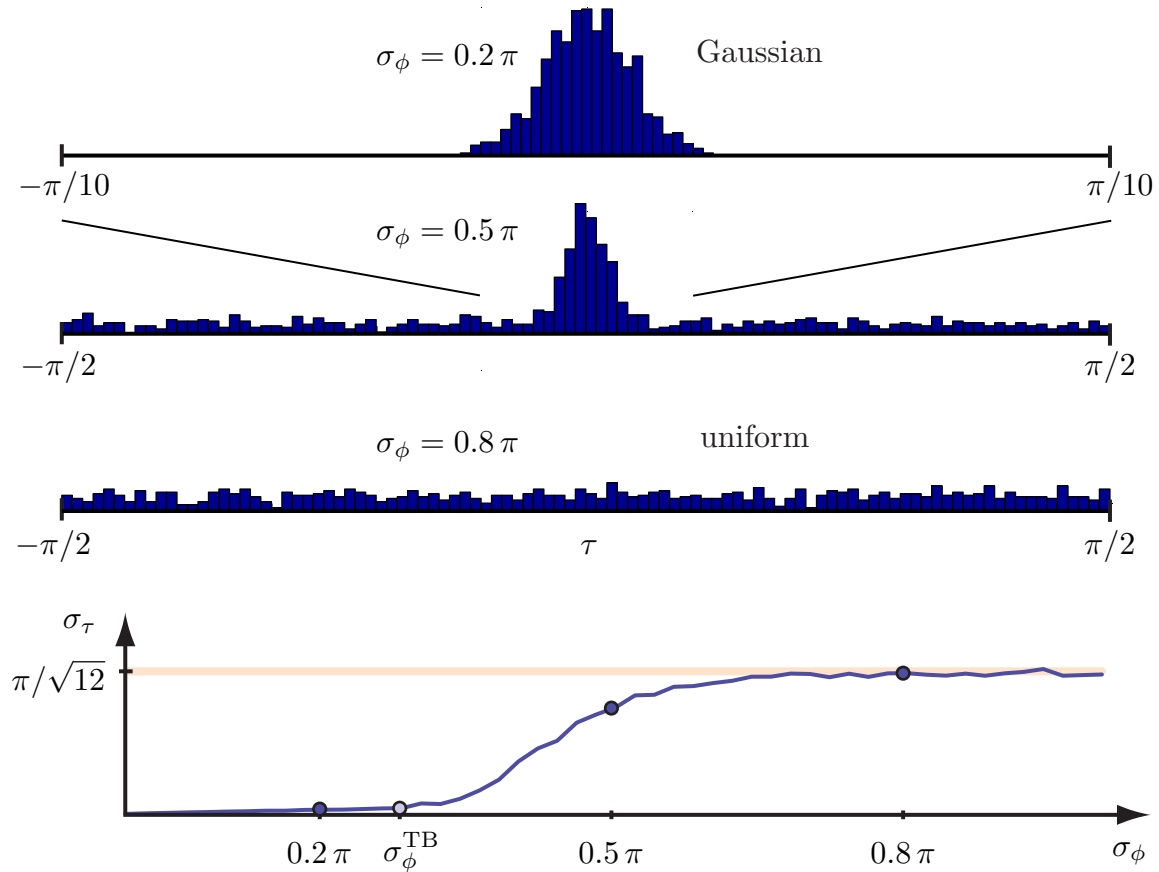 σ_ϕ = 0.2 π Gaussian
−π/10 π/10
σ_ϕ = 0.5 π
−π/2 π/2
σ_ϕ = 0.8 π uniform
−π/2 τ π/2
σ_τ
π/√12
0.2 π σ_ϕ^TB 0.5 π 0.8 π σ_ϕ